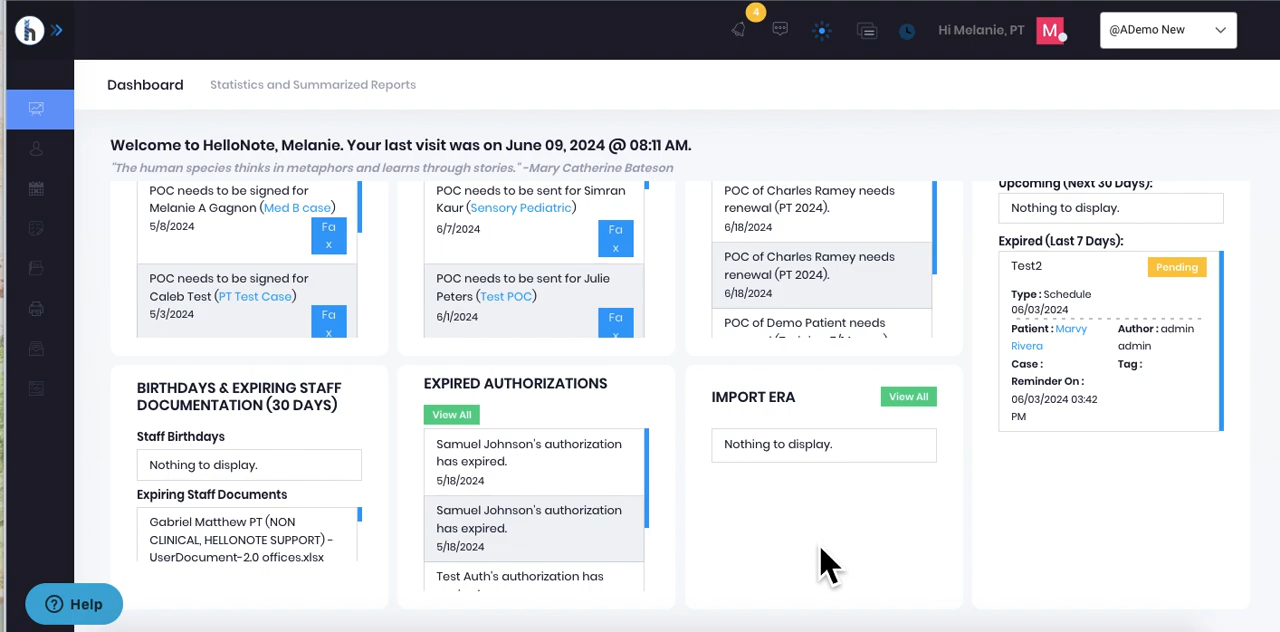 4
h
Hi Melanie, PT
M
@ADemo New
Dashboard
Statistics and Summarized Reports
Welcome to HelloNote, Melanie. Your last visit was on June 09, 2024 @ 08:11 AM.
"The human species thinks in metaphors and learns through stories." -Mary Catherine Bateson
POC needs to be signed for
Melanie A Gagnon (Med B case)
5/8/2024
Fa
x
POC needs to be signed for
Caleb Test (PT Test Case)
5/3/2024
Fa
x
POC needs to be sent for Simran
Kaur (Sensory Pediatric)
6/7/2024
Fa
x
POC needs to be sent for Julie
Peters (Test POC)
6/1/2024
Fa
x
POC of Charles Ramey needs
renewal (PT 2024).
6/18/2024
POC of Charles Ramey needs
renewal (PT 2024).
6/18/2024
POC of Demo Patient needs
Upcoming (Next 30 Days):
Nothing to display.
Expired (Last 7 Days):
Test2
Pending
Type : Schedule
06/03/2024
Patient : Marvy
Rivera
Author : admin
admin
Case :
Tag :
Reminder On :
06/03/2024 03:42
PM
BIRTHDAYS & EXPIRING STAFF
DOCUMENTATION (30 DAYS)
Staff Birthdays
Nothing to display.
Expiring Staff Documents
Gabriel Matthew PT (NON
CLINICAL, HELLONOTE SUPPORT) -
UserDocument-2.0 offices.xlsx
EXPIRED AUTHORIZATIONS
View All
Samuel Johnson's authorization
has expired.
5/18/2024
Samuel Johnson's authorization
has expired.
5/18/2024
Test Auth's authorization has
IMPORT ERA
View All
Nothing to display.
Help